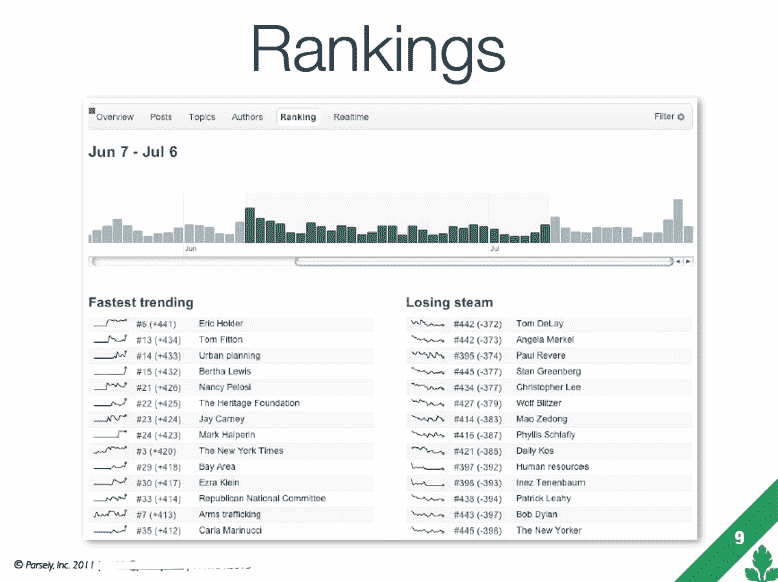 Rankings
Overview Posts Topics Authors Ranking Realtime Filter
Jun 7 - Jul 6
Jun Jul
Fastest trending
#6 (+441) Eric Holder
#13 (+434) Tom Fitton
#14 (+433) Urban planning
#15 (+432) Bertha Lewis
#21 (+426) Nancy Pelosi
#22 (+425) The Heritage Foundation
#23 (+424) Jay Carney
#24 (+423) Mark Halperin
#3 (+420) The New York Times
#29 (+418) Bay Area
#30 (+417) Ezra Klein
#33 (+414) Republican National Committee
#7 (+413) Arms trafficking
#35 (+412) Carla Marinucci
Losing steam
#442 (-372) Tom DeLay
#442 (-373) Angela Merkel
#395 (-374) Paul Revere
#445 (-377) Stan Greenberg
#434 (-377) Christopher Lee
#427 (-379) Wolf Blitzer
#414 (-383) Mao Zedong
#416 (-387) Phyllis Schlafly
#421 (-388) Daily Kos
#397 (-392) Human resources
#398 (-393) Inez Tenenbaum
#438 (-394) Patrick Leahy
#443 (-397) Bob Dylan
#445 (-398) The New Yorker
9
© Parsely, Inc. 2011